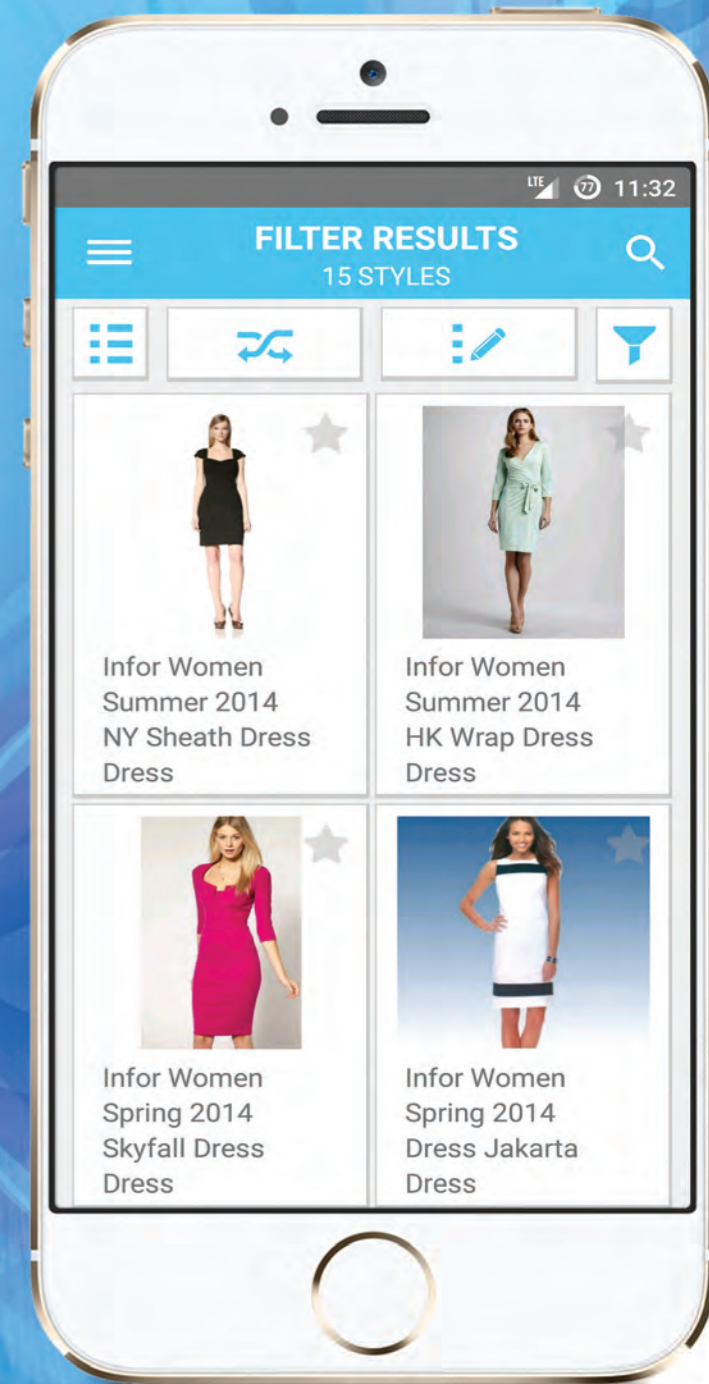 LTE 77 11:32
FILTER RESULTS
15 STYLES
Infor Women
Summer 2014
NY Sheath Dress
Dress
Infor Women
Summer 2014
HK Wrap Dress
Dress
Infor Women
Spring 2014
Skyfall Dress
Dress
Infor Women
Spring 2014
Dress Jakarta
Dress